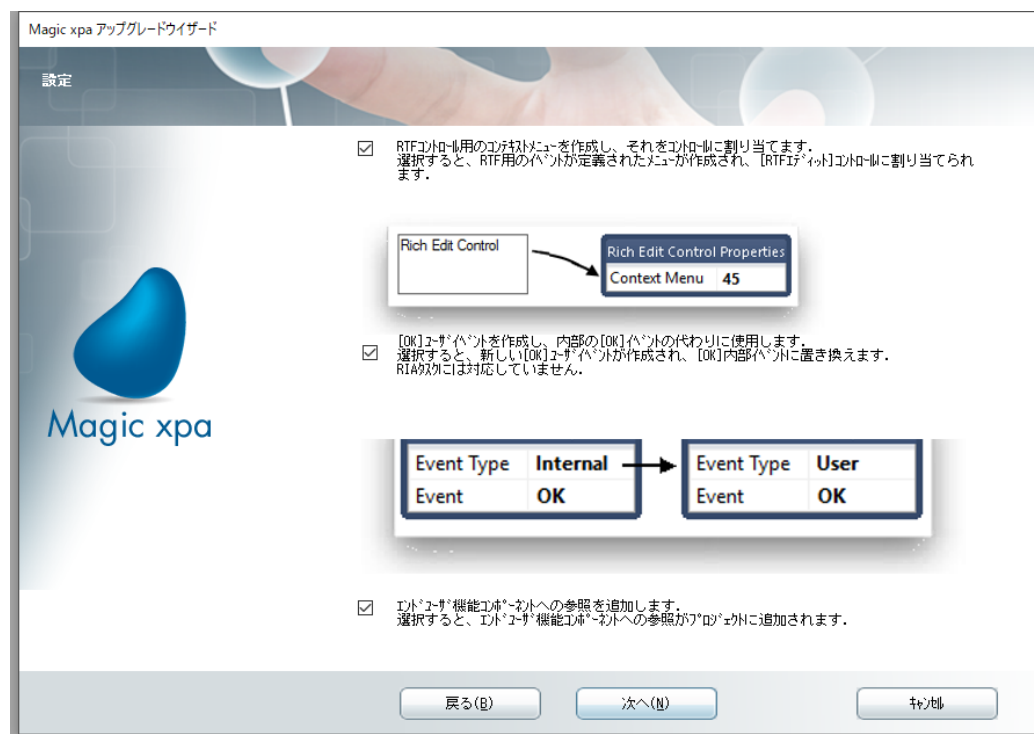 Magic xpa アップグレードウイザード
設定
RTFｺﾝﾄﾛｰﾙ用のｺﾝﾃｷｽﾄﾒﾆｭｰを作成し、それをｺﾝﾄﾛｰﾙに割り当てます．
選択すると、RTF用のｲﾍﾞﾝﾄが定義されたﾒﾆｭｰが作成され、[RTFｴﾃﾞｨｯﾄ]ｺﾝﾄﾛｰﾙに割り当てられ
ます．
Rich Edit Control
Rich Edit Control Properties
Context Menu 45
[OK]ﾕｰｻﾞｲﾍﾞﾝﾄを作成し、内部の[OK]ｲﾍﾞﾝﾄの代わりに使用します．
選択すると、新しい[OK]ﾕｰｻﾞｲﾍﾞﾝﾄが作成され、[OK]内部ｲﾍﾞﾝﾄに置き換えます．
RIAﾀｽｸには対応していません．
Magic xpa
Event Type Internal Event Type User
Event OK Event OK
ｴﾝﾄﾞﾕｰｻﾞ機能ｺﾝﾎﾟｰﾈﾝﾄへの参照を追加します．
選択すると、ｴﾝﾄﾞﾕｰｻﾞ機能ｺﾝﾎﾟｰﾈﾝﾄへの参照がﾌﾟﾛｼﾞｪｸﾄに追加されます．
戻る(B) 次へ(N) ｷｬﾝｾﾙ